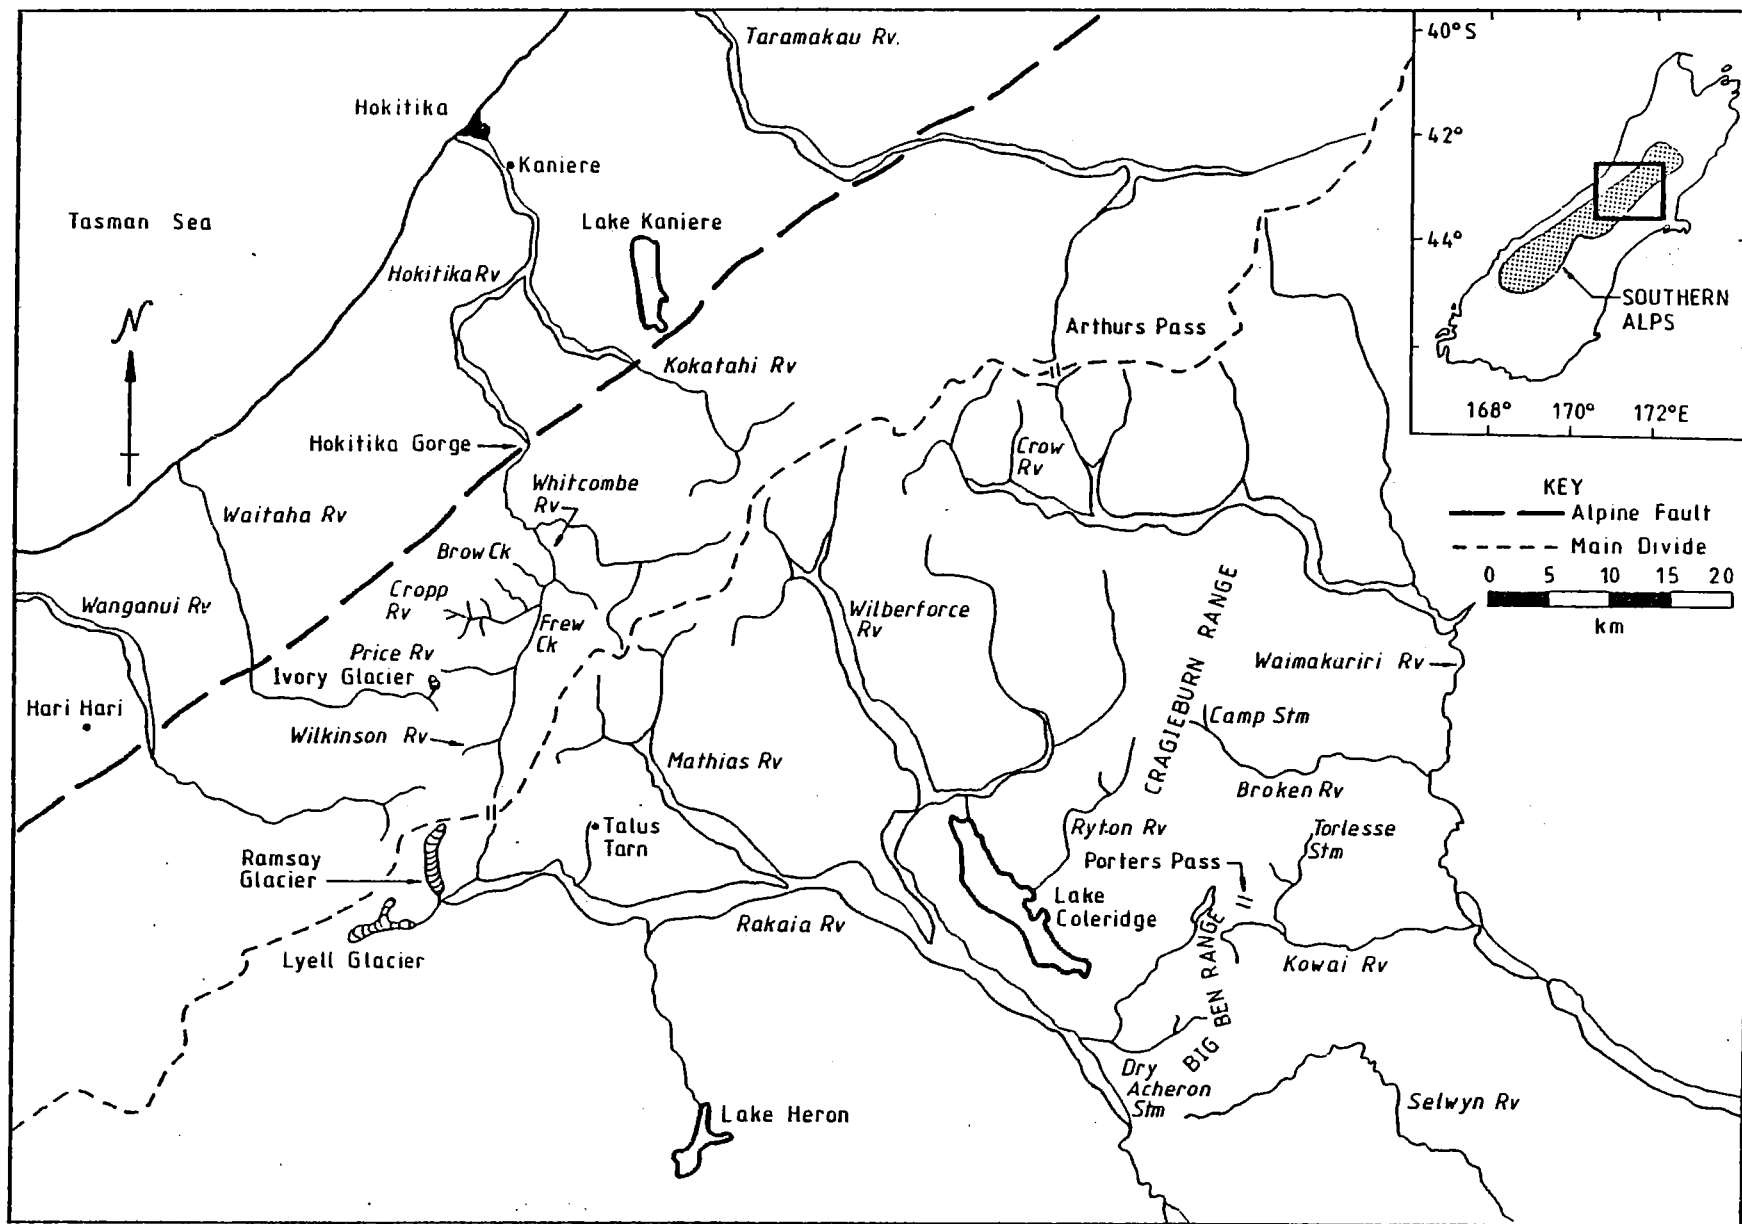 Taramakau Rv.
40°S
Hokitika
42°
Kaniere
Tasman Sea
Lake Kaniere
44°
Hokitika Rv
SOUTHERN
ALPS
N
Arthurs Pass
Kokatahi Rv
168°
170°
172°E
Hokitika Gorge
Crow
Rv
Whitcombe
Rv
KEY
Waitaha Rv
Alpine Fault
Brow Ck
Main Divide
0
5
10
15
20
km
Cropp
Rv
Wanganui Rv
Wilberforce
Rv
Frew
Ck
CRAGIEBURN RANGE
Price Rv
Waimakuriri Rv
Ivory Glacier
Hari Hari
Camp Stm
Wilkinson Rv
Mathias Rv
Broken Rv
Talus
Tarn
Ryton Rv
Torlesse
Stm
Ramsay
Glacier
Porters Pass
Lake
Coleridge
Rakaia Rv
Lyell Glacier
Kowai Rv
BIG BEN RANGE
Dry
Acheron
Stm
Lake Heron
Selwyn Rv